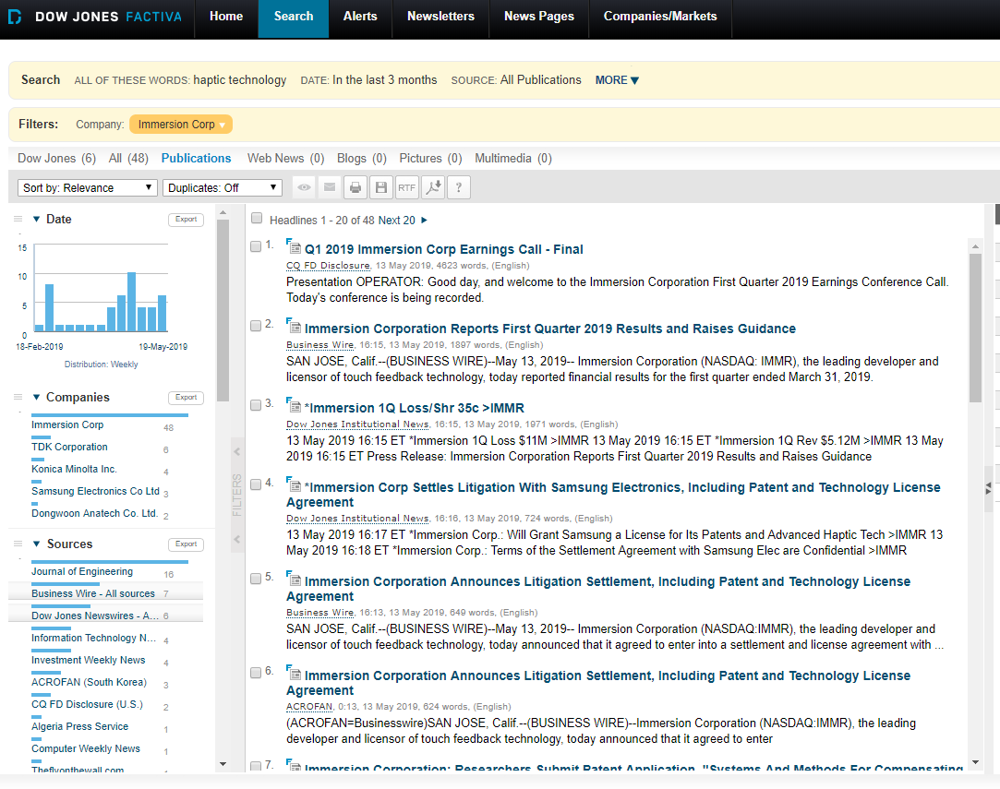 DOW JONES FACTIVA
Home
Search
Alerts
Newsletters
News Pages
Companies/Markets
Search ALL OF THESE WORDS: haptic technology DATE: In the last 3 months SOURCE: All Publications MORE ▼
Filters: Company: Immersion Corp ▼
Dow Jones (6) All (48) Publications Web News (0) Blogs (0) Pictures (0) Multimedia (0)
Sort by: Relevance ▼ Duplicates: Off ▼ RTF ?
▼ Date Export
15
10
5
0
18-Feb-2019 19-May-2019
Distribution: Weekly
▼ Companies Export
Immersion Corp 48
TDK Corporation 6
Konica Minolta Inc. 4
Samsung Electronics Co Ltd 3
Dongwoon Anatech Co. Ltd. 2
▼ Sources Export
Journal of Engineering 16
Business Wire - All sources 7
Dow Jones Newswires - A... 6
Information Technology N... 4
Investment Weekly News 4
ACROFAN (South Korea) 3
CQ FD Disclosure (U.S.) 2
Algeria Press Service 1
Computer Weekly News 1
Theflyonthewall.com 1
FILTERS
Headlines 1 - 20 of 48 Next 20 ►
1. Q1 2019 Immersion Corp Earnings Call - Final
CQ FD Disclosure, 13 May 2019, 4623 words, (English)
Presentation OPERATOR: Good day, and welcome to the Immersion Corporation First Quarter 2019 Earnings Conference Call.
Today's conference is being recorded.
2. Immersion Corporation Reports First Quarter 2019 Results and Raises Guidance
Business Wire, 16:15, 13 May 2019, 1897 words, (English)
SAN JOSE, Calif.--(BUSINESS WIRE)--May 13, 2019-- Immersion Corporation (NASDAQ: IMMR), the leading developer and
licensor of touch feedback technology, today reported financial results for the first quarter ended March 31, 2019.
3. *Immersion 1Q Loss/Shr 35c >IMMR
Dow Jones Institutional News, 16:15, 13 May 2019, 1971 words, (English)
13 May 2019 16:15 ET *Immersion 1Q Loss $11M >IMMR 13 May 2019 16:15 ET *Immersion 1Q Rev $5.12M >IMMR 13 May
2019 16:15 ET Press Release: Immersion Corporation Reports First Quarter 2019 Results and Raises Guidance
4. *Immersion Corp Settles Litigation With Samsung Electronics, Including Patent and Technology License
Agreement
Dow Jones Institutional News, 16:16, 13 May 2019, 724 words, (English)
13 May 2019 16:17 ET *Immersion Corp.: Will Grant Samsung a License for Its Patents and Advanced Haptic Tech >IMMR 13
May 2019 16:18 ET *Immersion Corp.: Terms of the Settlement Agreement with Samsung Elec are Confidential >IMMR
5. Immersion Corporation Announces Litigation Settlement, Including Patent and Technology License
Agreement
Business Wire, 16:13, 13 May 2019, 649 words, (English)
SAN JOSE, Calif.--(BUSINESS WIRE)--May 13, 2019-- Immersion Corporation (NASDAQ:IMMR), the leading developer and
licensor of touch feedback technology, today announced that it agreed to enter into a settlement and license agreement with ...
6. Immersion Corporation Announces Litigation Settlement, Including Patent and Technology License
Agreement
ACROFAN, 0:13, 13 May 2019, 624 words, (English)
(ACROFAN=Businesswire)SAN JOSE, Calif.--(BUSINESS WIRE)--Immersion Corporation (NASDAQ:IMMR), the leading
developer and licensor of touch feedback technology, today announced that it agreed to enter
7. Immersion Corporation; Researchers Submit Patent Application, "Systems And Methods For Compensating